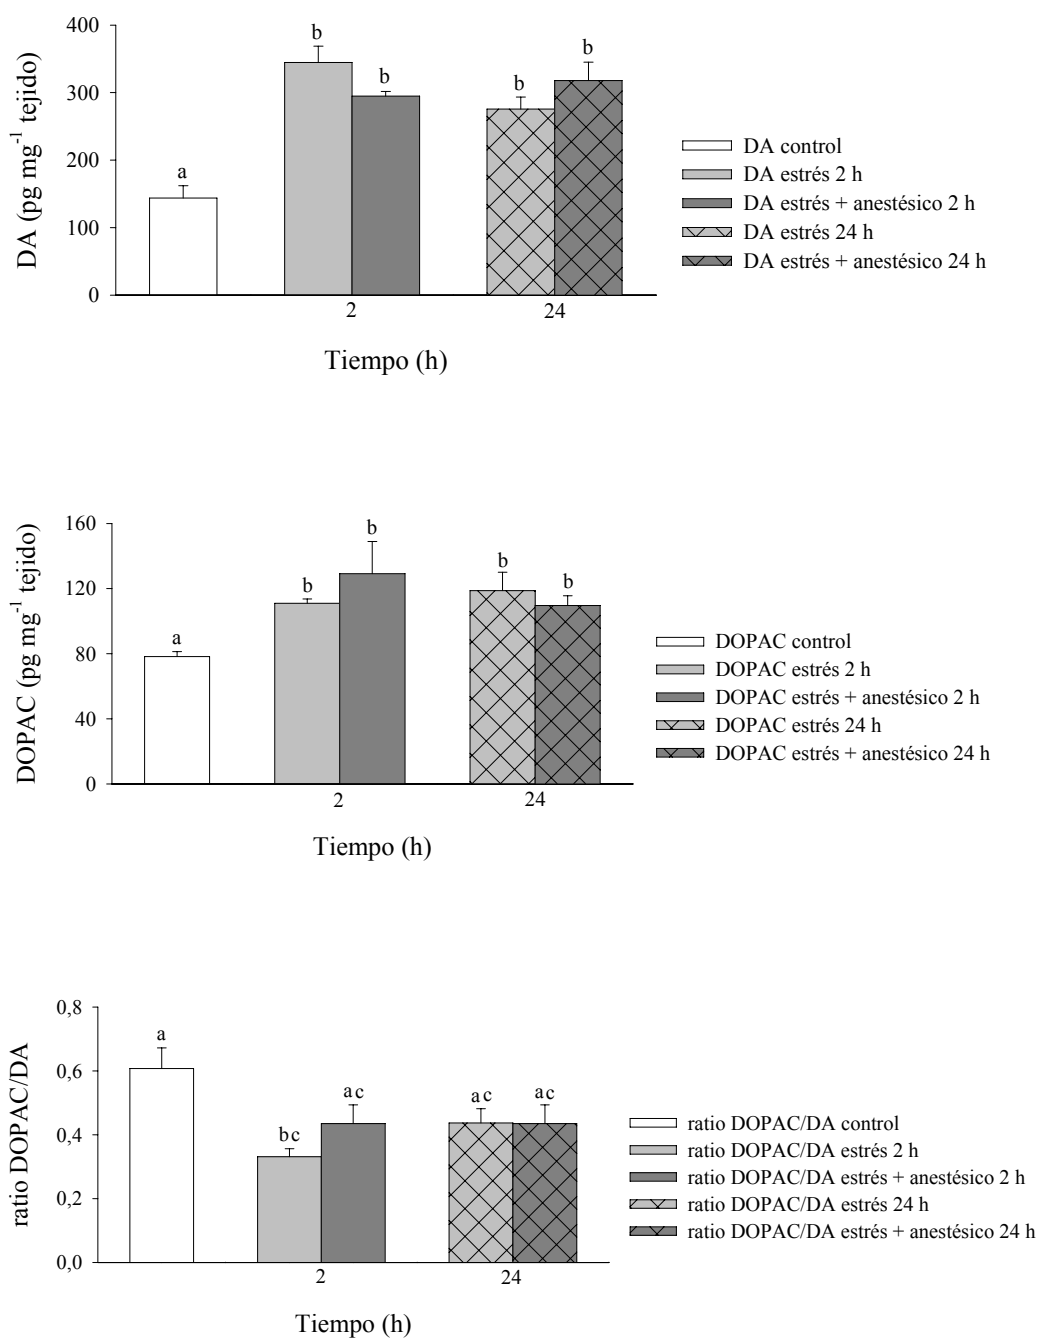 DA (pg mg-1 tejido)
400
300
200
100
0
a
b
b
b
b
2
24
Tiempo (h)
DA control
DA estrés 2 h
DA estrés + anestésico 2 h
DA estrés 24 h
DA estrés + anestésico 24 h
DOPAC (pg mg-1 tejido)
160
120
80
40
0
a
b
b
b
b
2
24
Tiempo (h)
DOPAC control
DOPAC estrés 2 h
DOPAC estrés + anestésico 2 h
DOPAC estrés 24 h
DOPAC estrés + anestésico 24 h
ratio DOPAC/DA
0,8
0,6
0,4
0,2
0,0
a
bc
ac
ac
ac
2
24
Tiempo (h)
ratio DOPAC/DA control
ratio DOPAC/DA estrés 2 h
ratio DOPAC/DA estrés + anestésico 2 h
ratio DOPAC/DA estrés 24 h
ratio DOPAC/DA estrés + anestésico 24 h